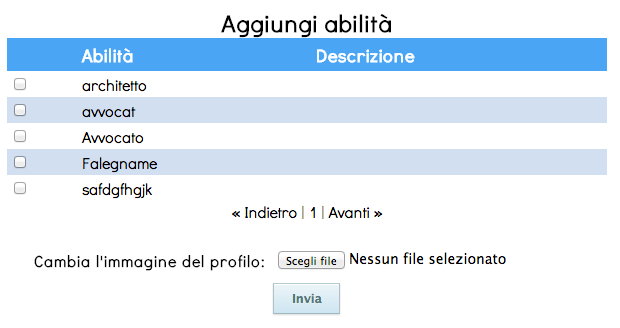 Aggiungi abilità
Abilità Descrizione
architetto
avvocat
Avvocato
Falegname
safdgfhgjk
« Indietro | 1 | Avanti »
Cambia l'immagine del profilo: Scegli file Nessun file selezionato
Invia